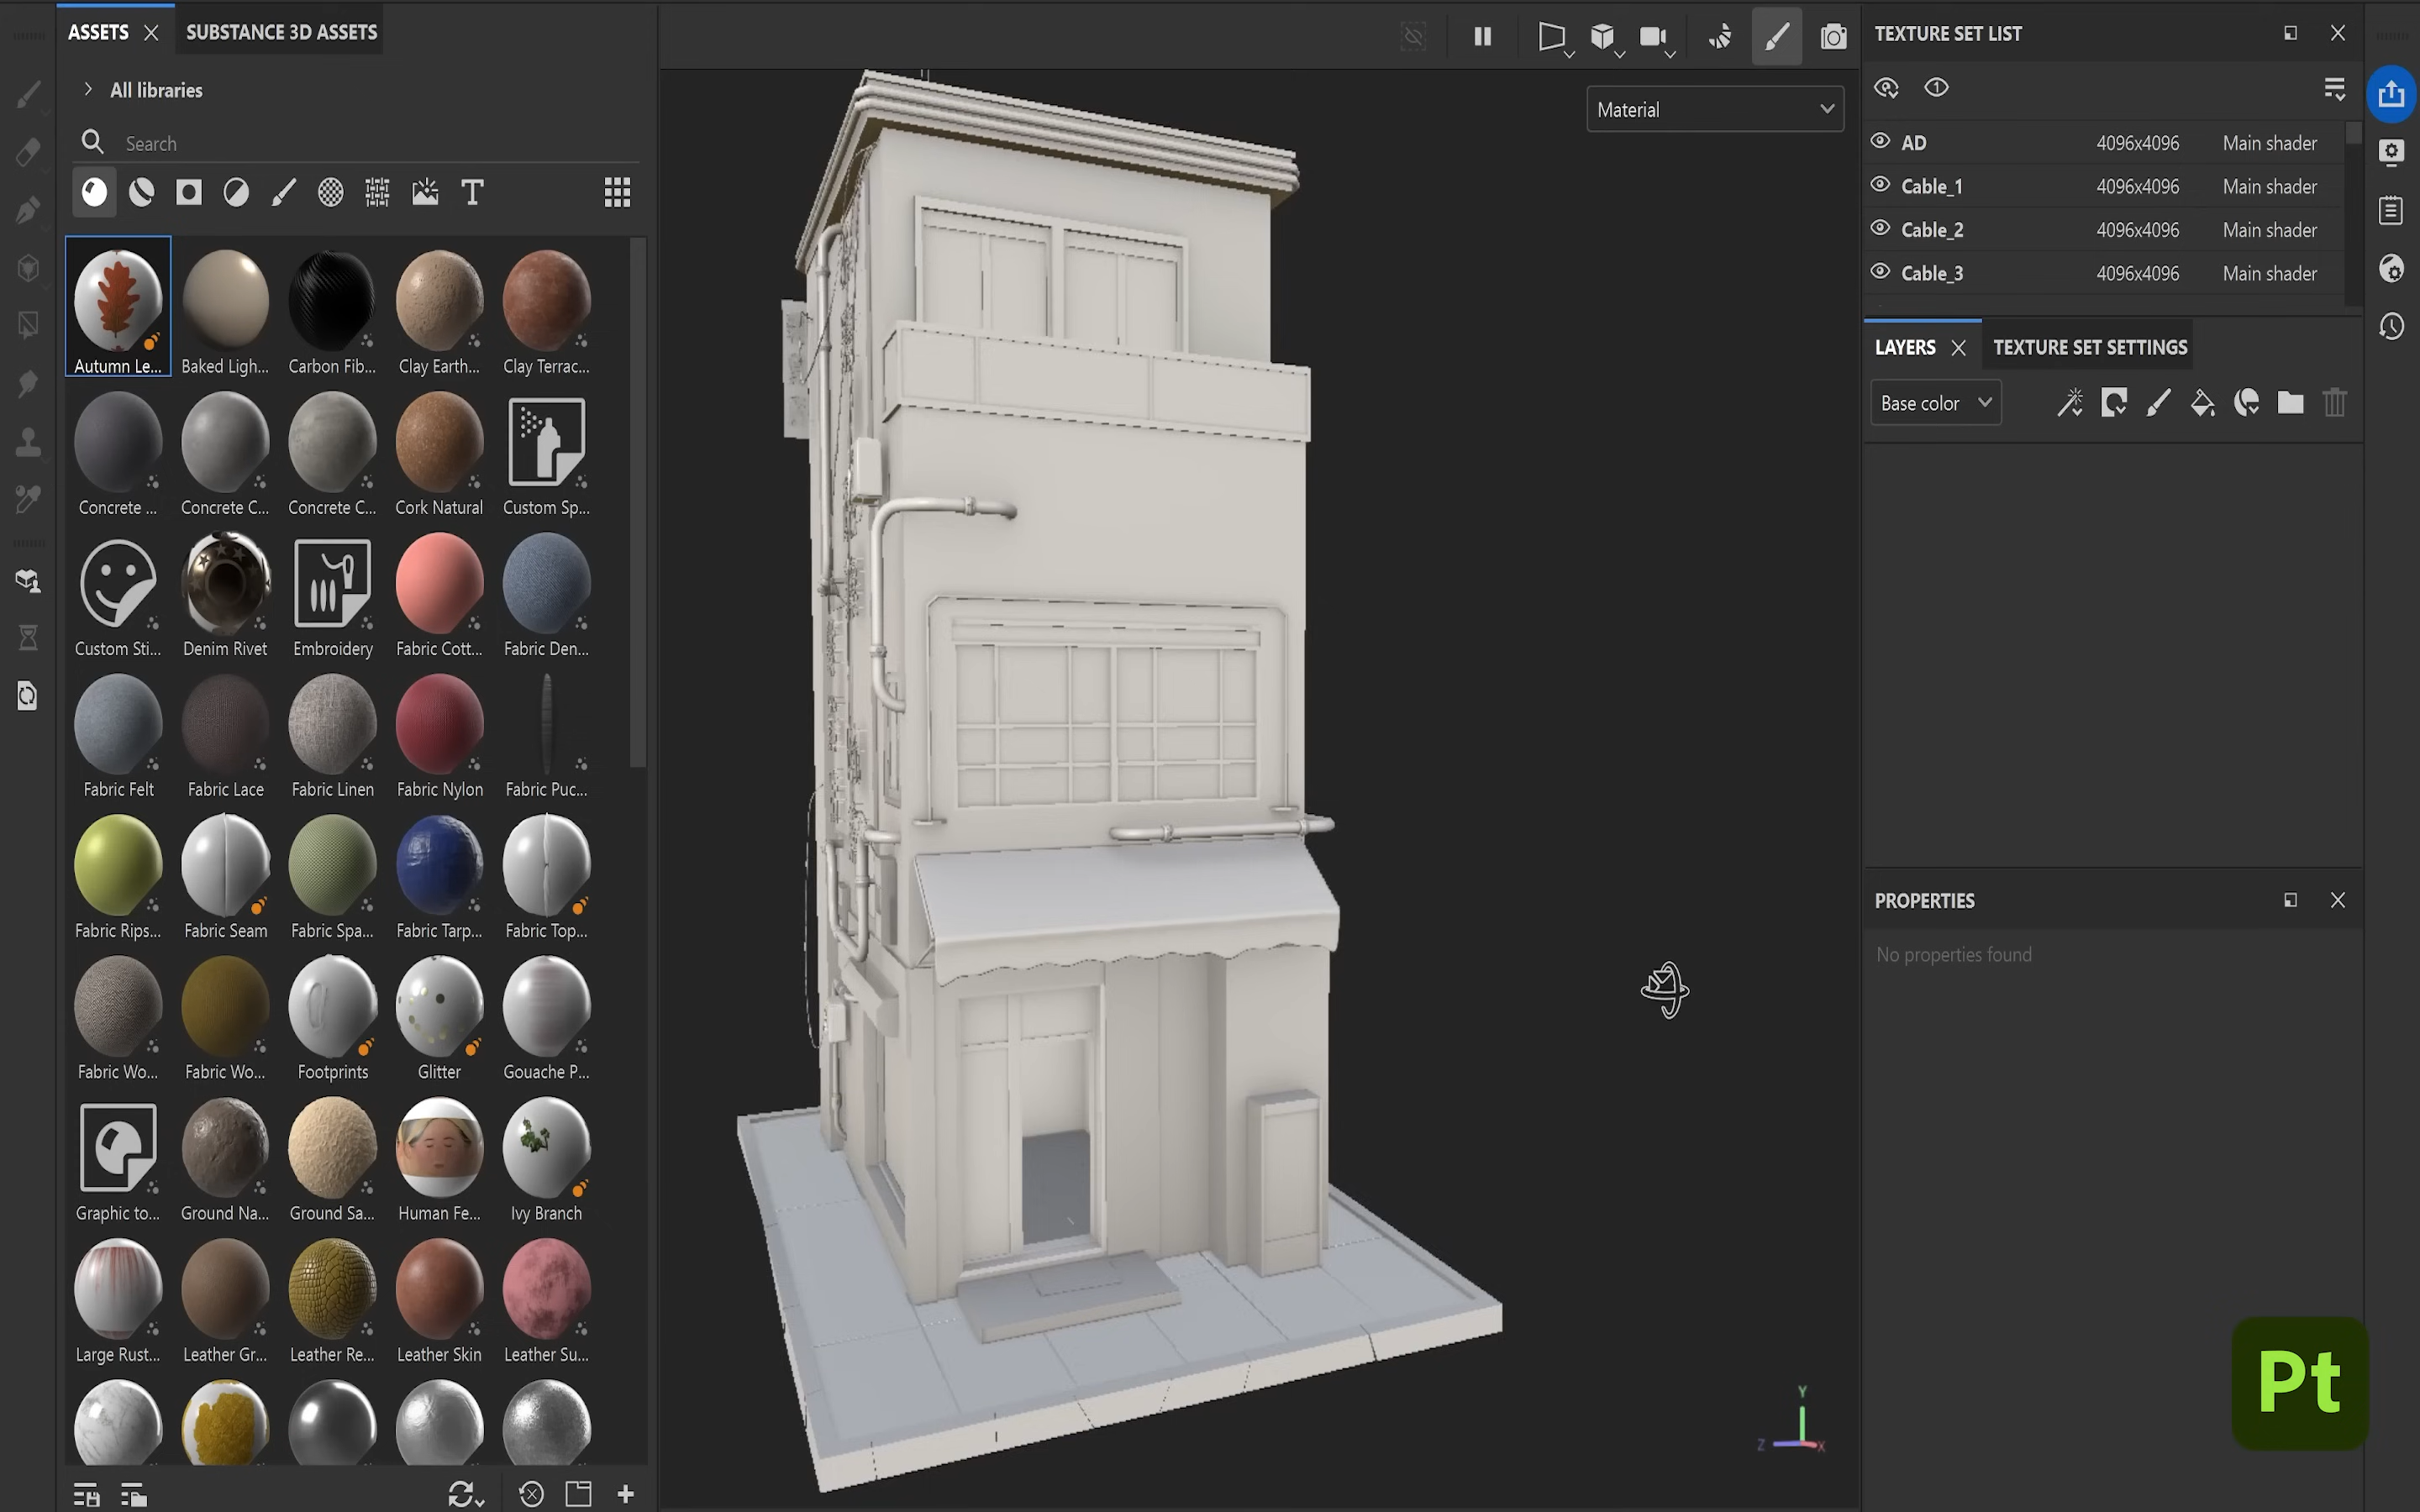 ASSETS
SUBSTANCE 3D ASSETS
All libraries
Search
Autumn Le...
Baked Ligh...
Carbon Fib...
Clay Earth...
Clay Terrac...
Concrete ...
Concrete C...
Concrete C...
Cork Natural
Custom Sp...
Custom Sti...
Denim Rivet
Embroidery
Fabric Cott...
Fabric Den...
Fabric Felt
Fabric Lace
Fabric Linen
Fabric Nylon
Fabric Puc...
Fabric Rips...
Fabric Seam
Fabric Spa...
Fabric Tarp...
Fabric Top...
Fabric Wo...
Fabric Wo...
Footprints
Glitter
Gouache P...
Graphic to...
Ground Na...
Ground Sa...
Human Fe...
Ivy Branch
Large Rust...
Leather Gr...
Leather Re...
Leather Skin
Leather Su...
Material
Y
Z
X
TEXTURE SET LIST
AD 4096x4096 Main shader
Cable_1 4096x4096 Main shader
Cable_2 4096x4096 Main shader
Cable_3 4096x4096 Main shader
LAYERS
TEXTURE SET SETTINGS
Base color
PROPERTIES
No properties found
Pt